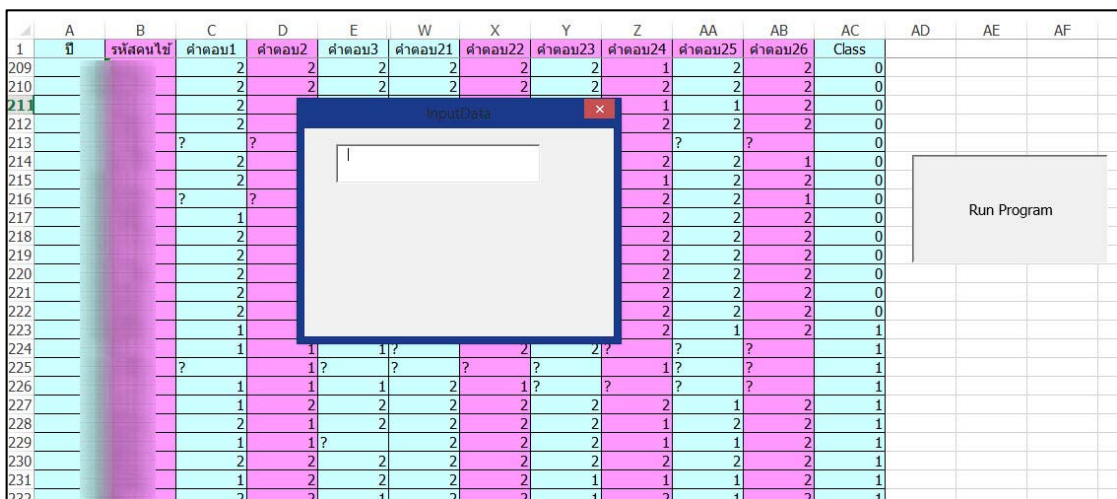 A B C D E W X Y Z AA AB AC AD AE AF
1 ปี รหัสคนไข้ คำตอบ1 คำตอบ2 คำตอบ3 คำตอบ21 คำตอบ22 คำตอบ23 คำตอบ24 คำตอบ25 คำตอบ26 Class
209 2 2 2 2 2 2 1 2 2 0
210 2 2 2 2 2 2 2 2 2 0
211 2 InputData × 1 1 2 0
212 2 2 2 2 0
213 ? ? ? ? 0
214 2 2 2 1 0
215 2 1 2 2 0
216 ? ? 2 2 1 0
217 1 2 2 2 0
Run Program
218 2 2 2 2 0
219 2 2 2 2 0
220 2 2 2 2 0
221 2 2 2 2 0
222 2 2 2 2 0
223 1 2 1 2 1
224 1 1 1 ? 2 2 ? ? ? 1
225 ? 1 ? ? ? ? 1 ? ? 1
226 1 1 1 2 1 ? ? ? ? 1
227 1 2 2 2 2 2 2 1 2 1
228 2 1 2 2 2 2 1 2 2 1
229 1 1 ? 2 2 2 1 1 2 1
230 2 2 2 2 2 2 2 2 2 1
231 1 2 2 2 2 1 2 1 2 1